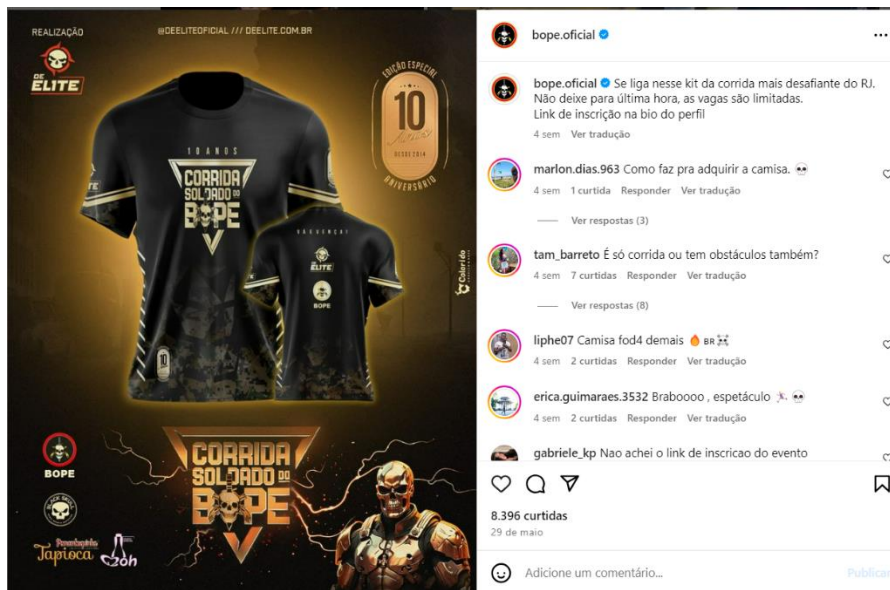 REALIZAÇÃO
@DEELITEOFICIAL /// DEELITE.COM.BR
DE ELITE
EDIÇÃO ESPECIAL
10
Anos
DESDE 2014
ANIVERSÁRIO
10 ANOS
CORRIDA
SOLDADO DO
BOPE
DE ELITE
BOPE
Colorido
10
BOPE
BLACK SKULL
Tapioca
20h
CORRIDA
SOLDADO DO
BOPE
bope.oficial
bope.oficial Se liga nesse kit da corrida mais desafiante do RJ.
Não deixe para última hora, as vagas são limitadas.
Link de inscrição na bio do perfil
4 sem Ver tradução
marlon.dias.963 Como faz pra adquirir a camisa. 💀
4 sem 1 curtida Responder Ver tradução
Ver respostas (3)
tam_barreto É só corrida ou tem obstáculos também?
4 sem 7 curtidas Responder Ver tradução
Ver respostas (8)
liphe07 Camisa fod4 demais 🔥 BR ☠️
4 sem 2 curtidas Responder Ver tradução
erica.guimaraes.3532 Braboooo , espetáculo 🏃🏻‍♀️ 💀
4 sem 2 curtidas Responder Ver tradução
gabriele_kp Nao achei o link de inscricao do evento
8.396 curtidas
29 de maio
Adicione um comentário...
Publicar